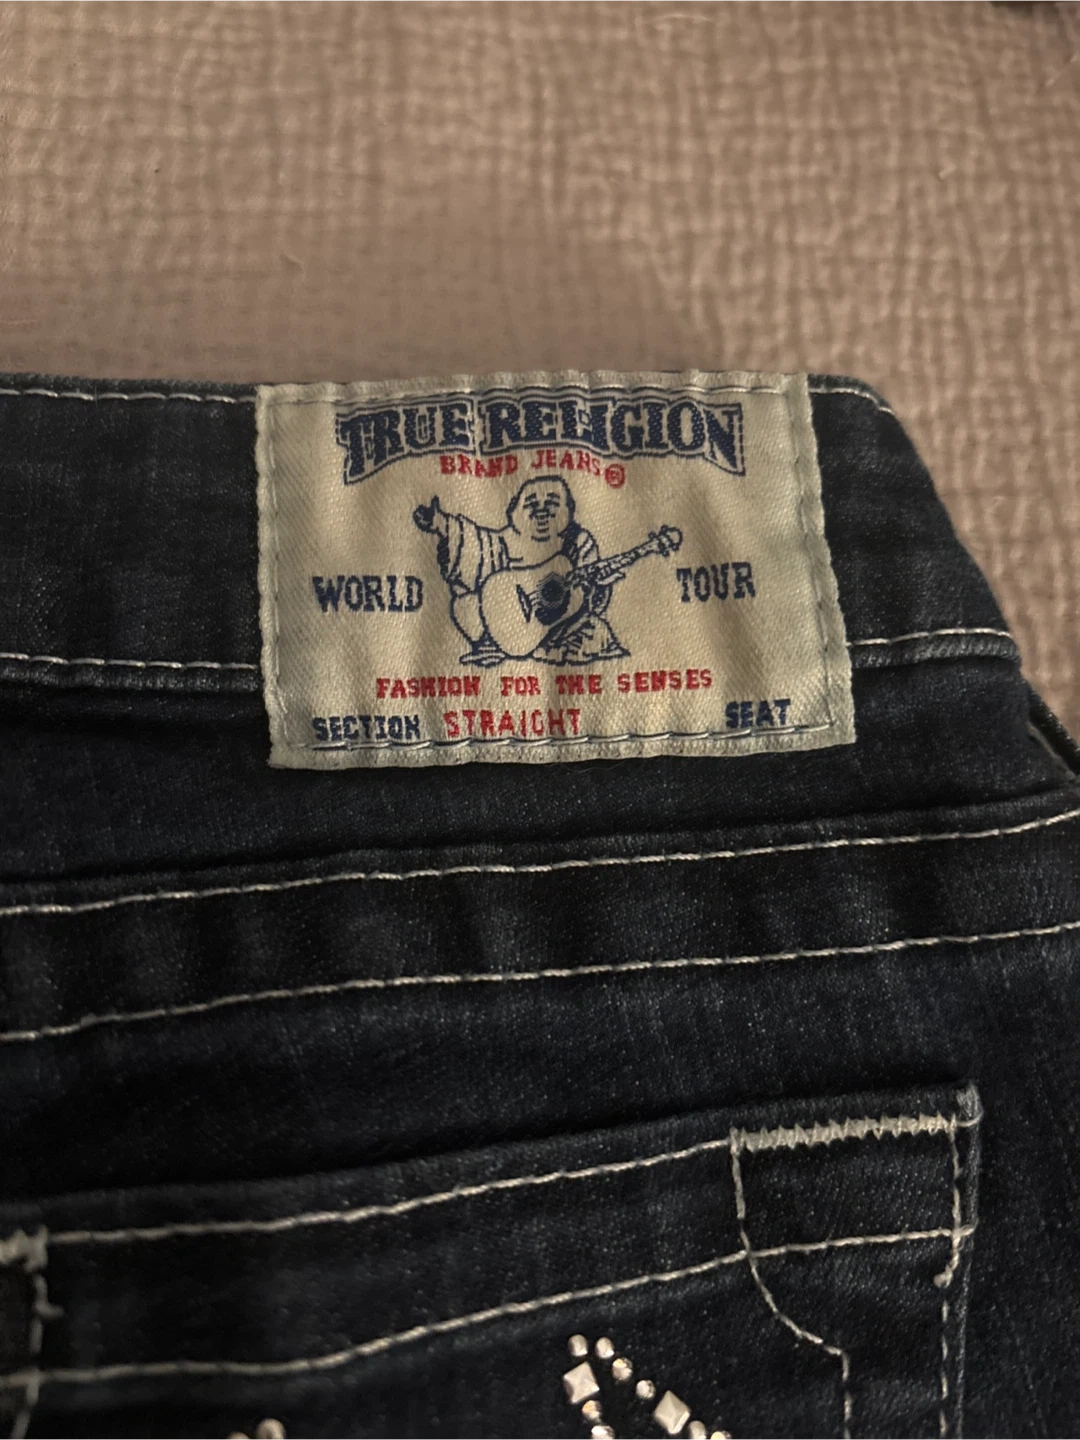 TRUE RELIGION
BRAND JEANS®
WORLD TOUR
FASHION FOR THE SENSES
SECTION STRAIGHT SEAT